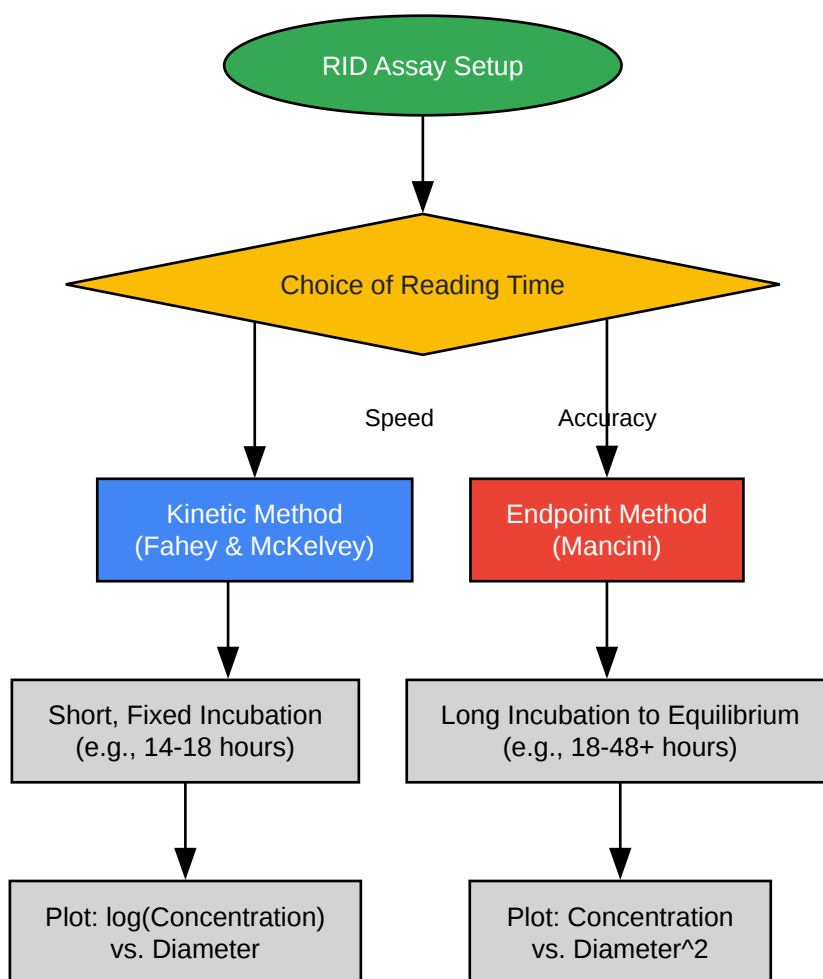 RID Assay Setup
Choice of Reading Time
Speed
Accuracy
Kinetic Method
(Fahey & McKelvey)
Endpoint Method
(Mancini)
Short, Fixed Incubation
(e.g., 14-18 hours)
Long Incubation to Equilibrium
(e.g., 18-48+ hours)
Plot: log(Concentration)
vs. Diameter
Plot: Concentration
vs. Diameter^2